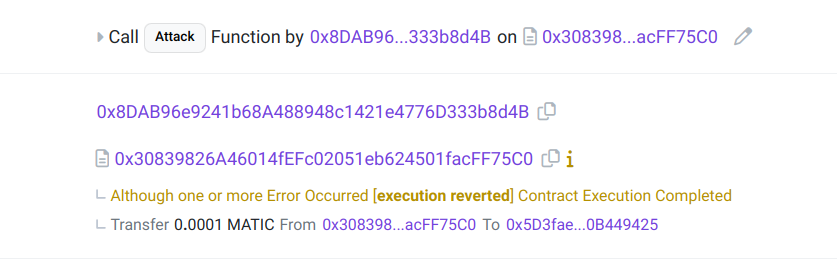 Call Attack Function by 0x8DAB96...333b8d4B on 0x308398...acFF75C0
0x8DAB96e9241b68A488948c1421e4776D333b8d4B
0x30839826A46014fEFc02051eb624501facFF75C0
Although one or more Error Occurred [execution reverted] Contract Execution Completed
Transfer 0.0001 MATIC From 0x308398...acFF75C0 To 0x5D3fae...0B449425